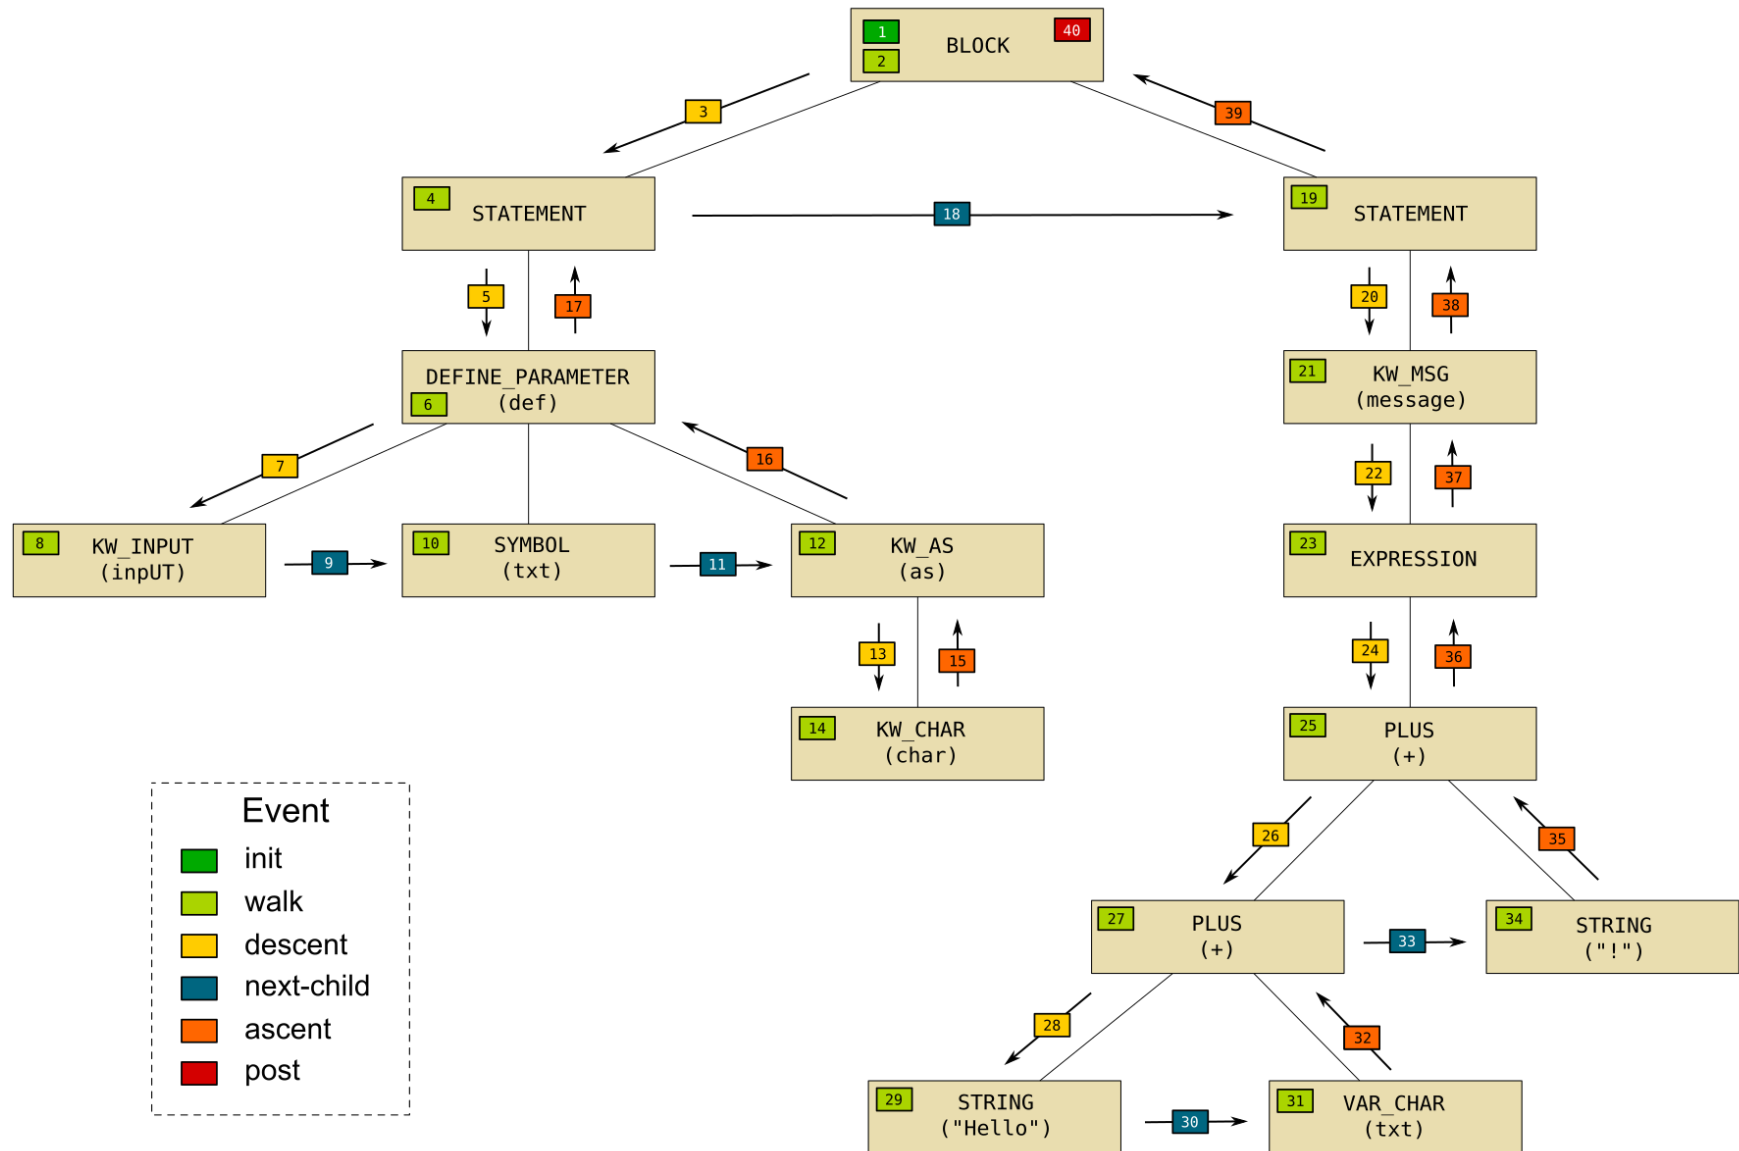 1
40
BLOCK
2
3
39
4
STATEMENT
18
19
STATEMENT
5
17
20
38
DEFINE_PARAMETER
(def)
6
21
KW_MSG
(message)
7
16
22
37
8
KW_INPUT
(inpUT)
9
10
SYMBOL
(txt)
11
12
KW_AS
(as)
23
EXPRESSION
13
15
24
36
14
KW_CHAR
(char)
25
PLUS
(+)
26
35
27
PLUS
(+)
33
34
STRING
("!")
28
32
29
STRING
("Hello")
30
31
VAR_CHAR
(txt)
Event
init
walk
descent
next-child
ascent
post